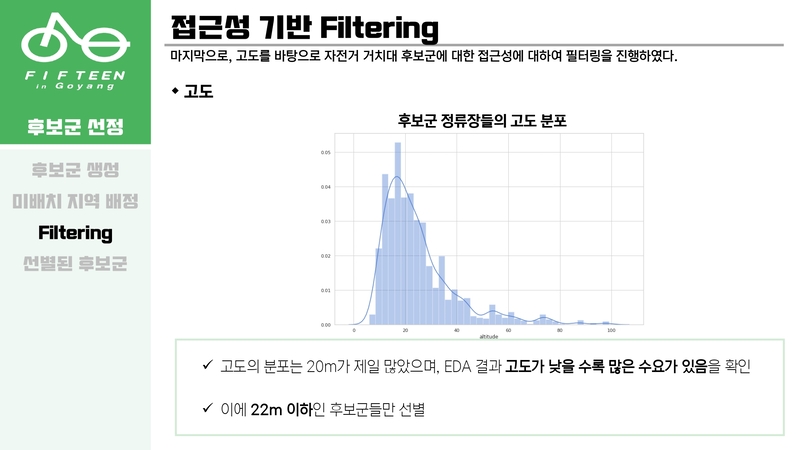 FIFTEEN
in Goyang
후보군 선정
후보군 생성
미배치 지역 배정
Filtering
선별된 후보군
접근성 기반 Filtering
마지막으로, 고도를 바탕으로 자전거 거치대 후보군에 대한 접근성에 대하여 필터링을 진행하였다.
고도
후보군 정류장들의 고도 분포
0.05
0.04
0.03
0.02
0.01
0.00
0 20 40 60 80 100
altitude
고도의 분포는 20m가 제일 많았으며, EDA 결과 고도가 낮을 수록 많은 수요가 있음을 확인
이에 22m 이하인 후보군들만 선별